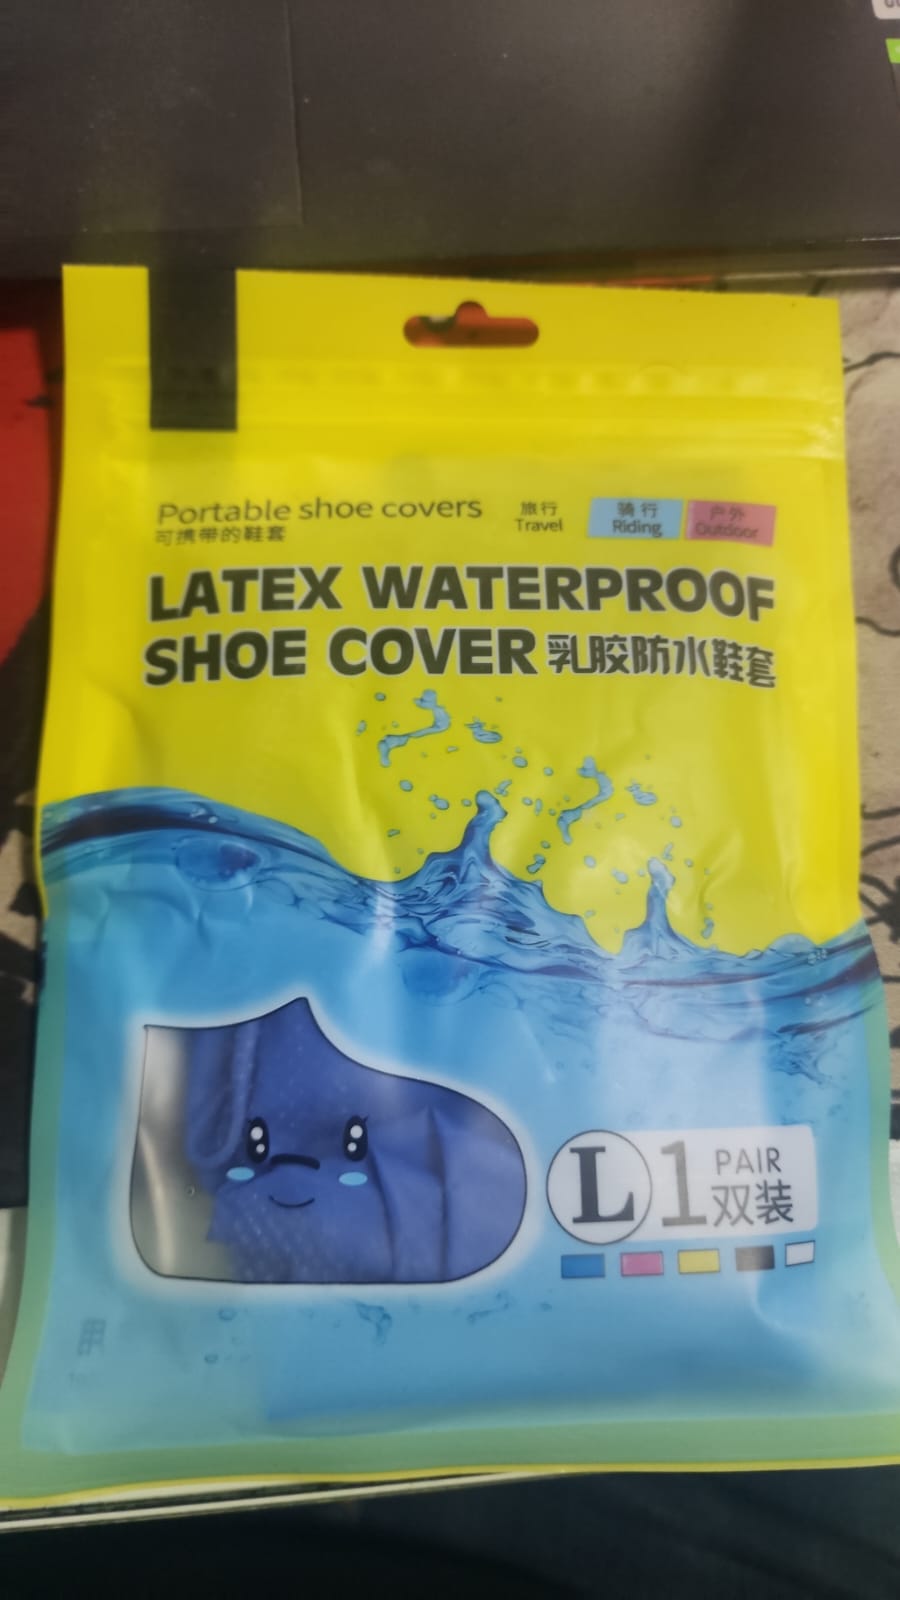 Portable shoe covers
可携带的鞋套
旅行
Travel
骑行
Riding
户外
Outdoor
LATEX WATERPROOF
SHOE COVER 乳胶防水鞋套
L 1 PAIR
双装